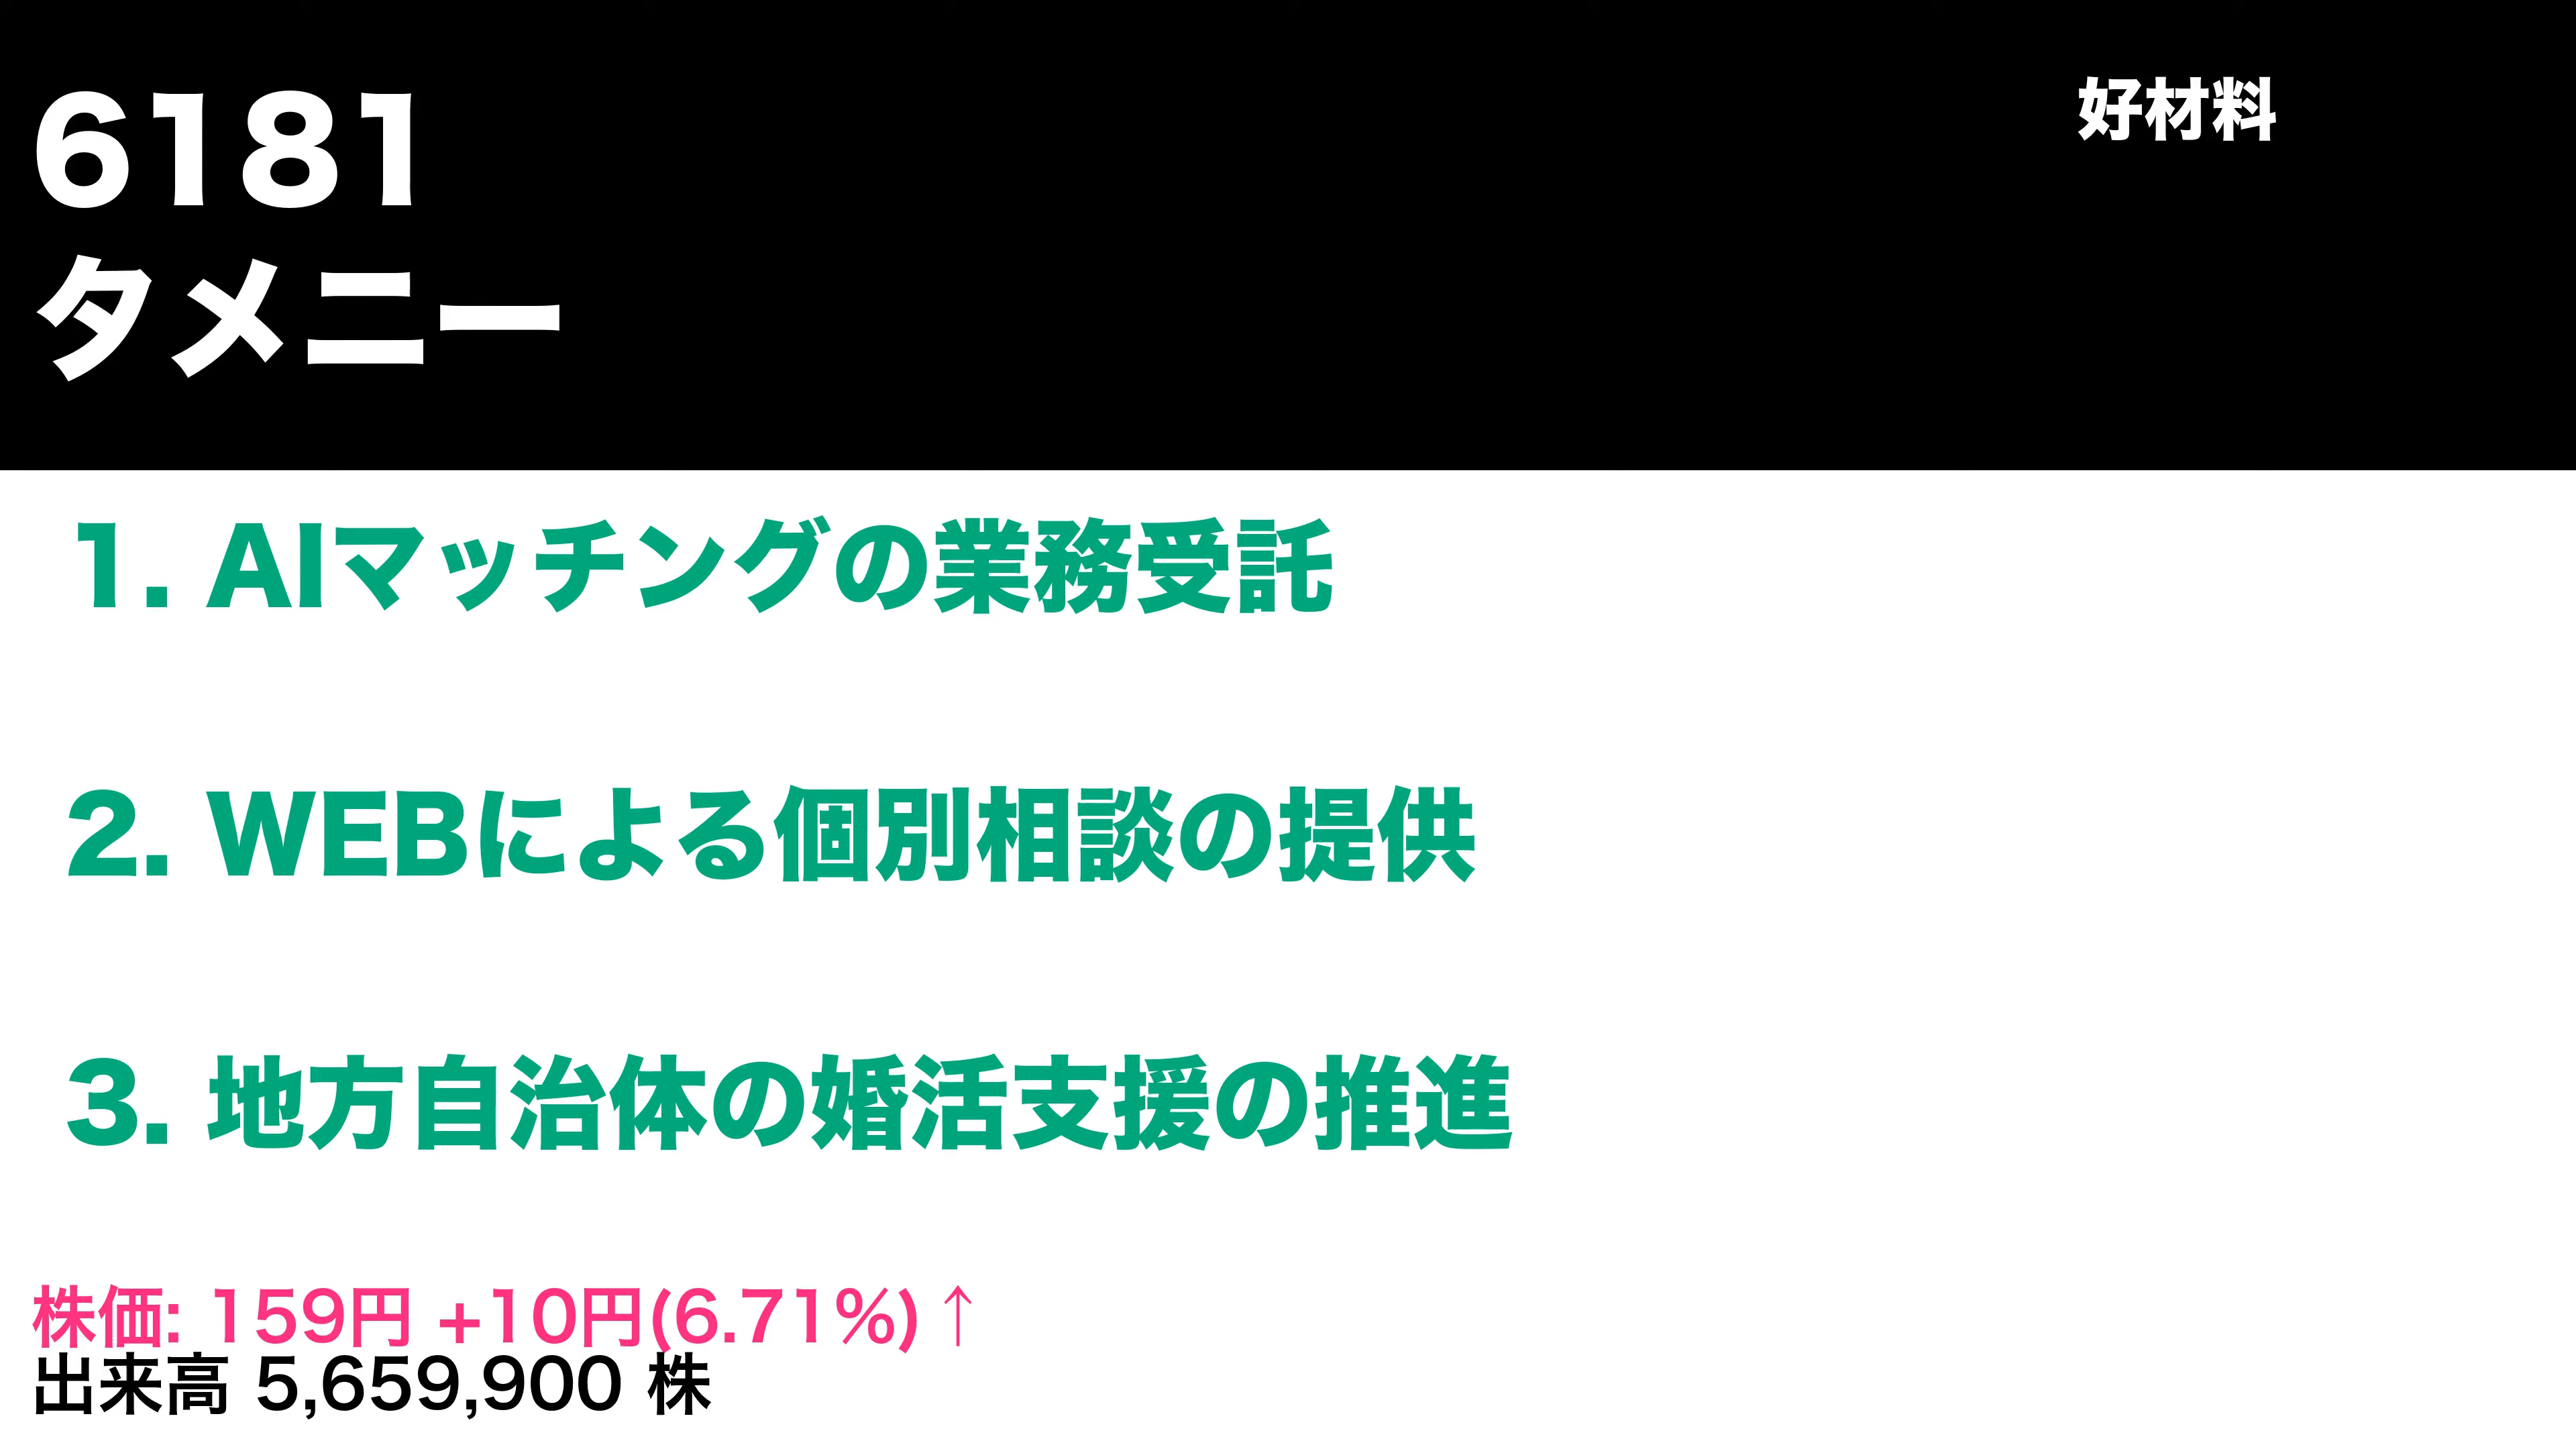 6181
タメニー
好材料
1. AIマッチングの業務受託
2. WEBによる個別相談の提供
3. 地方自治体の婚活支援の推進
株価: 159円 +10円(6.71%)↑
出来高 5,659,900 株